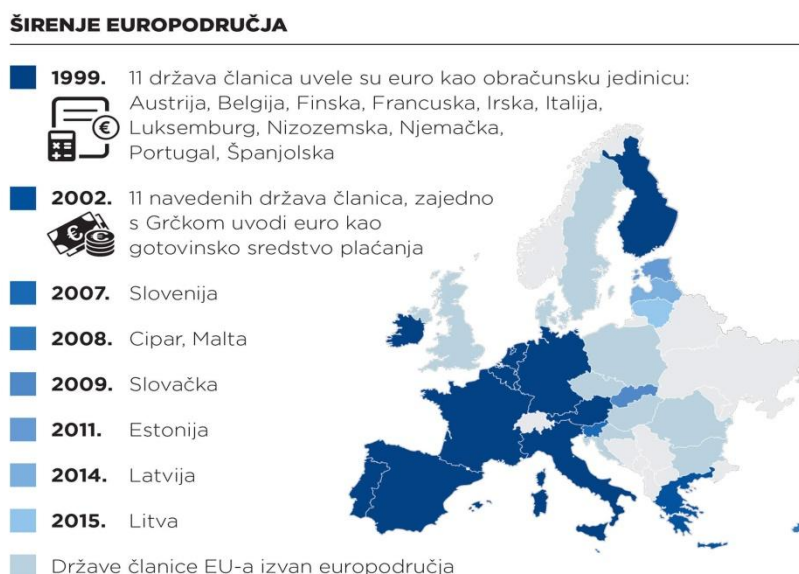 ŠIRENJE EUROPODRUČJA
1999. 11 država članica uvele su euro kao obračunsku jedinicu:
Austrija, Belgija, Finska, Francuska, Irska, Italija,
Luksemburg, Nizozemska, Njemačka,
Portugal, Španjolska
2002. 11 navedenih država članica, zajedno
s Grčkom uvodi euro kao
gotovinsko sredstvo plaćanja
2007. Slovenija
2008. Cipar, Malta
2009. Slovačka
2011. Estonija
2014. Latvija
2015. Litva
Države članice EU-a izvan europodručja